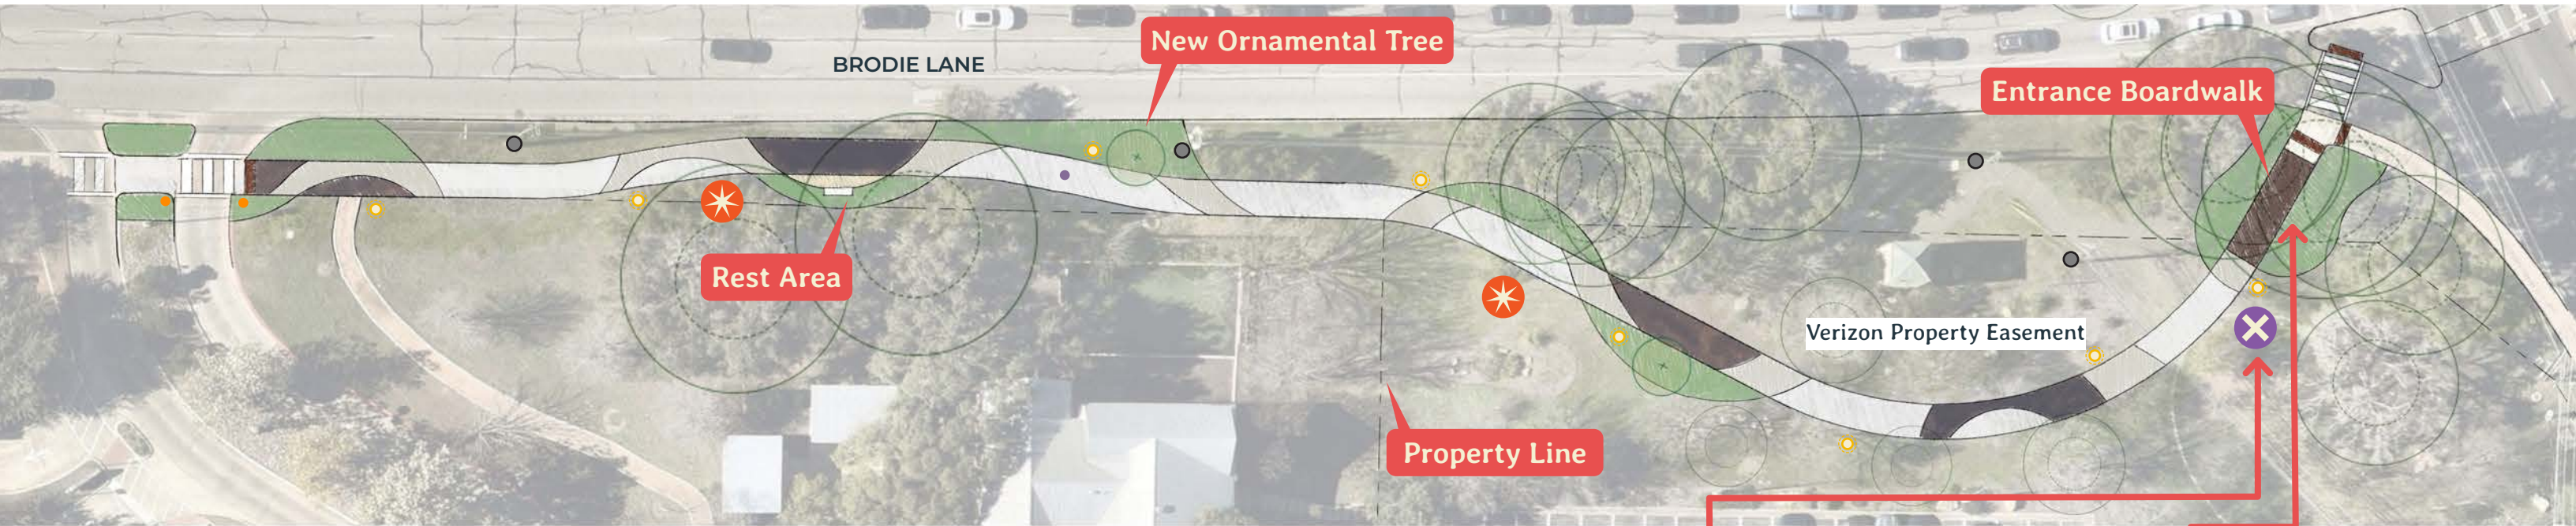 New Ornamental Tree
BRODIE LANE
Entrance Boardwalk
Rest Area
Verizon Property Easement
Property Line